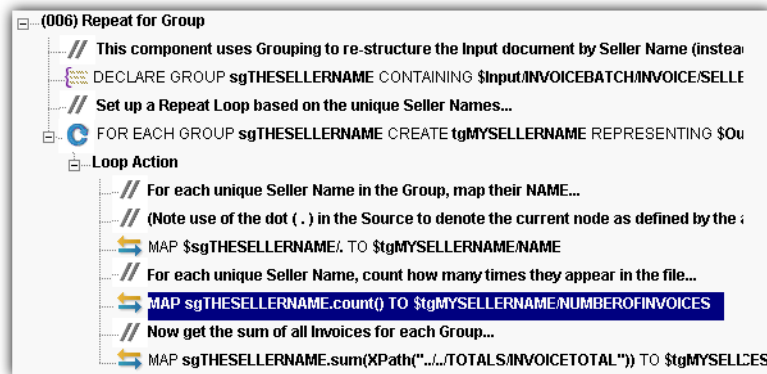 (006) Repeat for Group
// This component uses Grouping to re-structure the Input document by Seller Name (instead
DECLARE GROUP sgTHESELLERNAME CONTAINING $Input/INVOICEBATCH/INVOICE/SELLE
// Set up a Repeat Loop based on the unique Seller Names...
FOR EACH GROUP sgTHESELLERNAME CREATE tgMYSELLERNAME REPRESENTING $Ou
Loop Action
// For each unique Seller Name in the Group, map their NAME...
// (Note use of the dot ( . ) in the Source to denote the current node as defined by the
MAP $sgTHESELLERNAME/. TO $tgMYSELLERNAME/NAME
// For each unique Seller Name, count how many times they appear in the file...
MAP sgTHESELLERNAME.count() TO $tgMYSELLERNAME/NUMBEROFINVOICES
// Now get the sum of all Invoices for each Group...
MAP sgTHESELLERNAME.sum(XPath("../../TOTALS/INVOICETOTAL")) TO $tgMYSELL